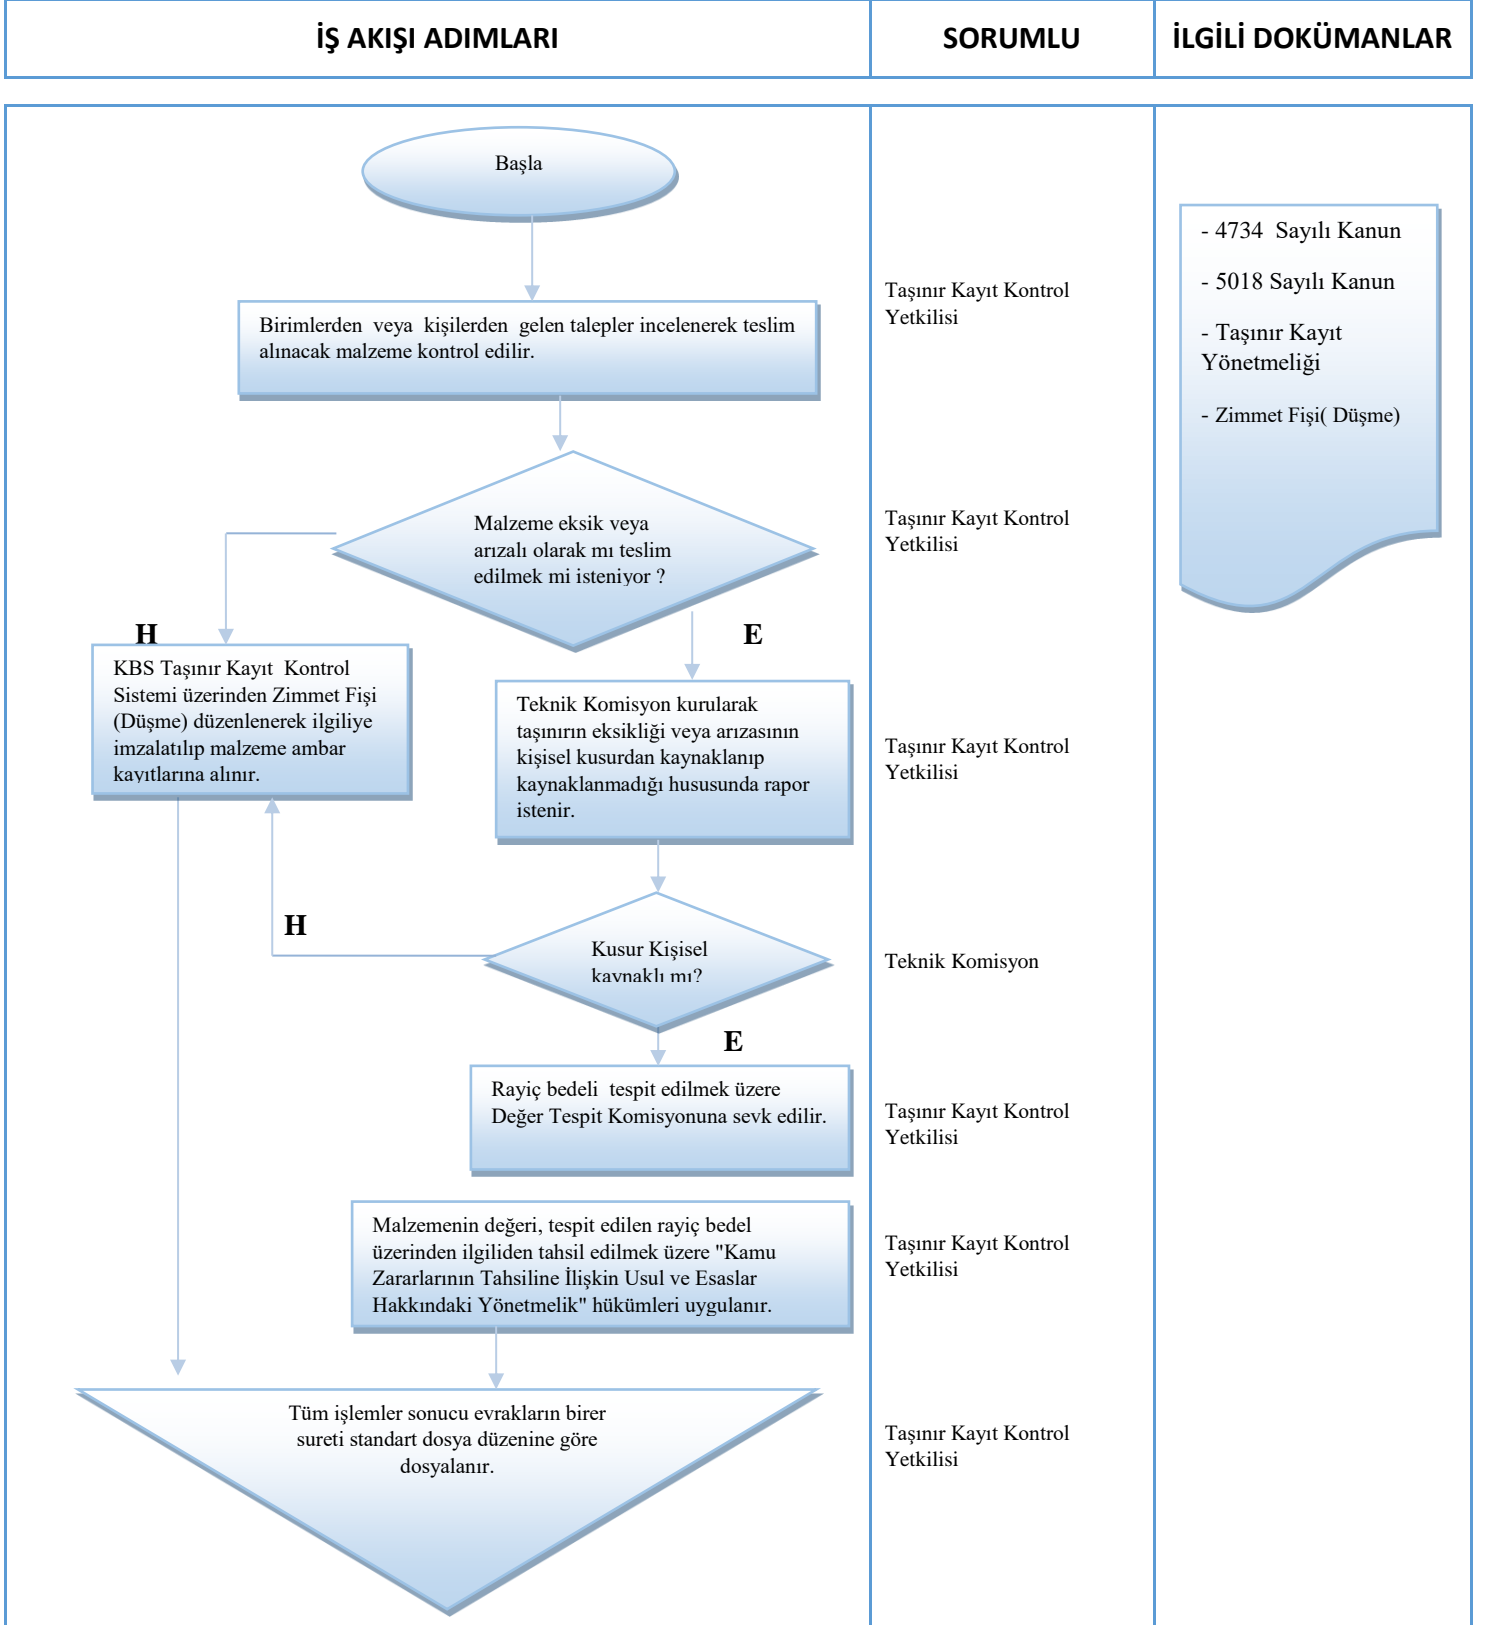 İŞ AKIŞI ADIMLARI
SORUMLU
İLGİLİ DOKÜMANLAR
Başla
Birimlerden veya kişilerden gelen talepler incelenerek teslim
alınacak malzeme kontrol edilir.
Taşınır Kayıt Kontrol
Yetkilisi
- 4734 Sayılı Kanun
- 5018 Sayılı Kanun
- Taşınır Kayıt
Yönetmeliği
- Zimmet Fişi( Düşme)
Malzeme eksik veya
arızalı olarak mı teslim
edilmek mi isteniyor ?
Taşınır Kayıt Kontrol
Yetkilisi
H
E
KBS Taşınır Kayıt Kontrol
Sistemi üzerinden Zimmet Fişi
(Düşme) düzenlenerek ilgiliye
imzalatılıp malzeme ambar
kayıtlarına alınır.
Teknik Komisyon kurularak
taşınırın eksikliği veya arızasının
kişisel kusurdan kaynaklanıp
kaynaklanmadığı hususunda rapor
istenir.
Taşınır Kayıt Kontrol
Yetkilisi
H
Kusur Kişisel
kaynaklı mı?
Teknik Komisyon
E
Rayiç bedeli tespit edilmek üzere
Değer Tespit Komisyonuna sevk edilir.
Taşınır Kayıt Kontrol
Yetkilisi
Malzemenin değeri, tespit edilen rayiç bedel
üzerinden ilgiliden tahsil edilmek üzere "Kamu
Zararlarının Tahsiline İlişkin Usul ve Esaslar
Hakkındaki Yönetmelik" hükümleri uygulanır.
Taşınır Kayıt Kontrol
Yetkilisi
Tüm işlemler sonucu evrakların birer
sureti standart dosya düzenine göre
dosyalanır.
Taşınır Kayıt Kontrol
Yetkilisi